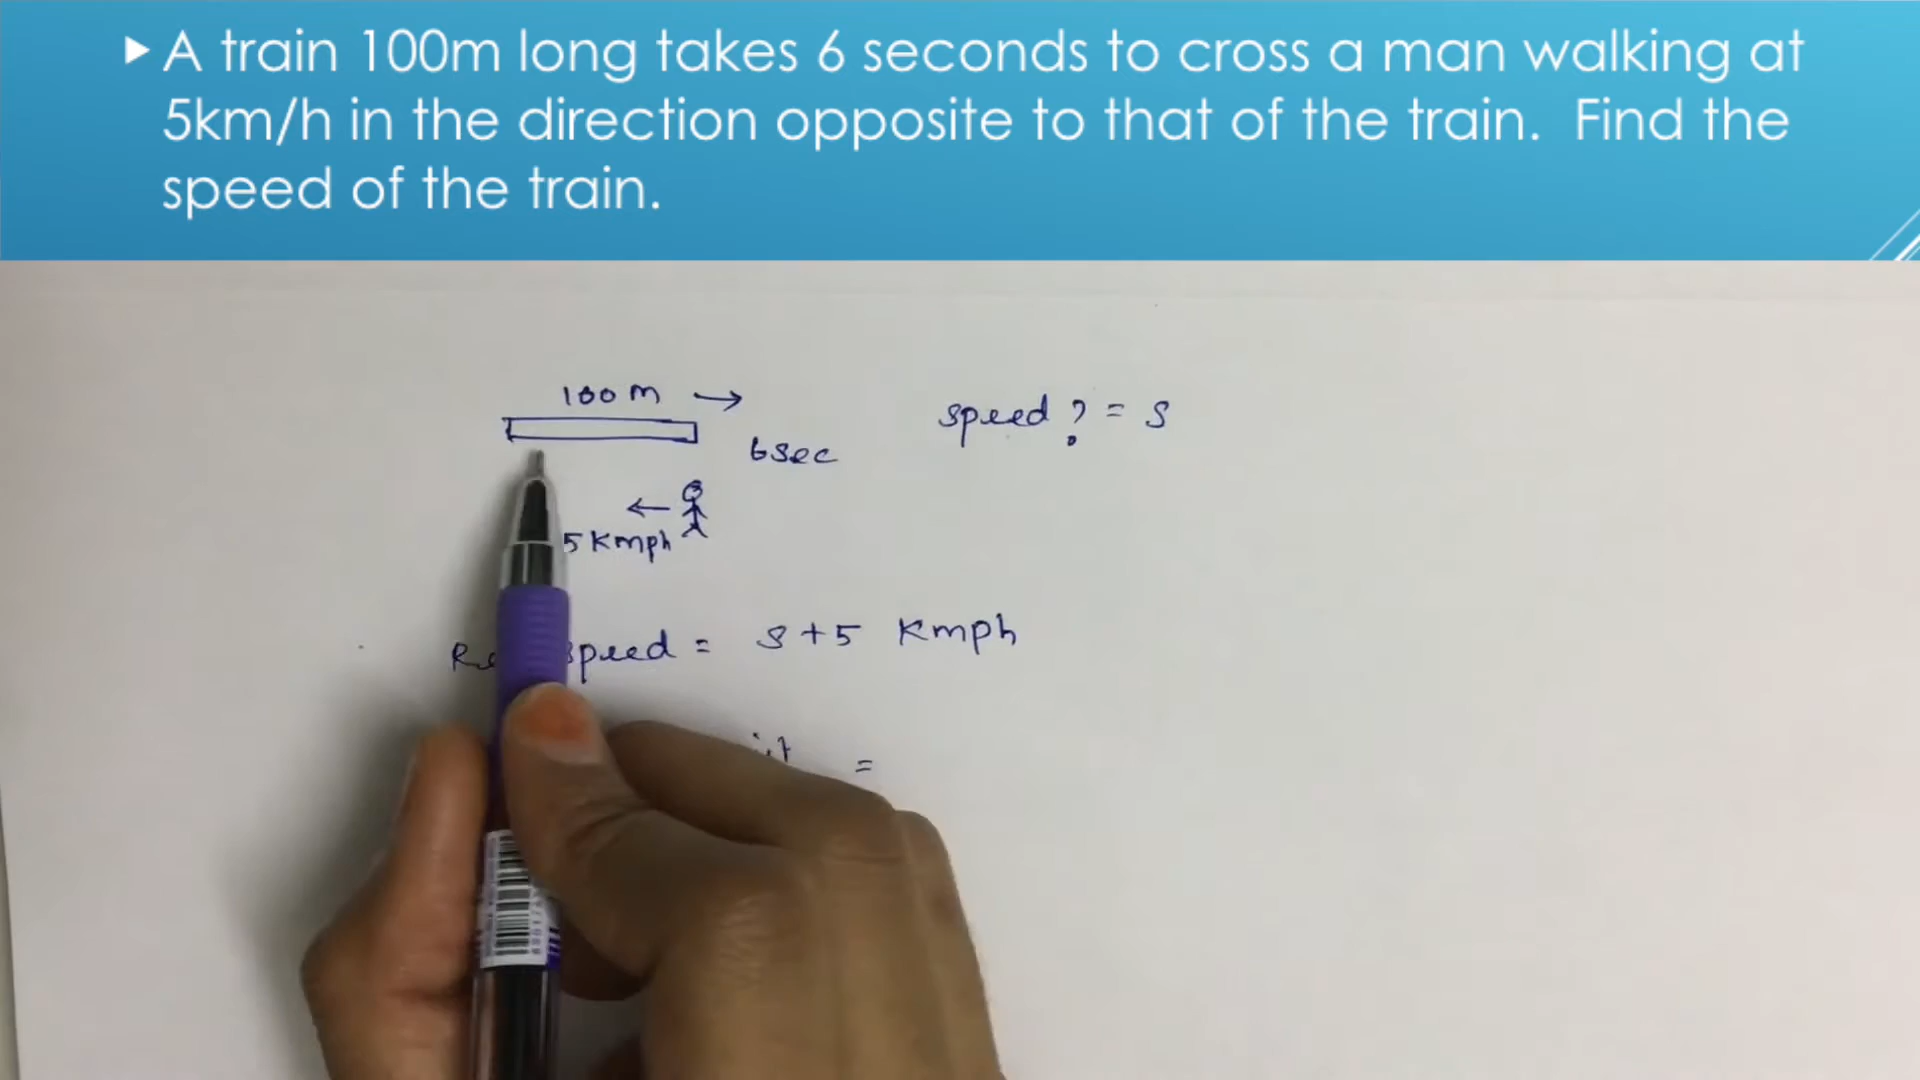 A train 100m long takes 6 seconds to cross a man walking at
5km/h in the direction opposite to that of the train. Find the
speed of the train.
100 m →
speed ? = S
6sec
←
5 Kmph
speed = S+5 Kmph
=